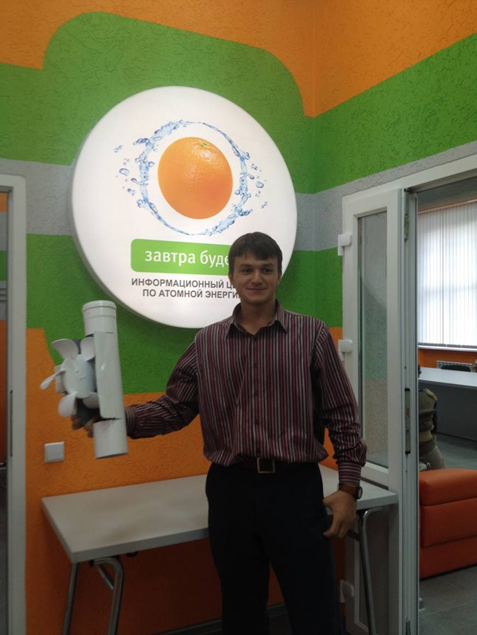 завтра буде
ИНФОРМАЦИОННЫЙ Ц
ПО АТОМНОЙ ЭНЕРГИ